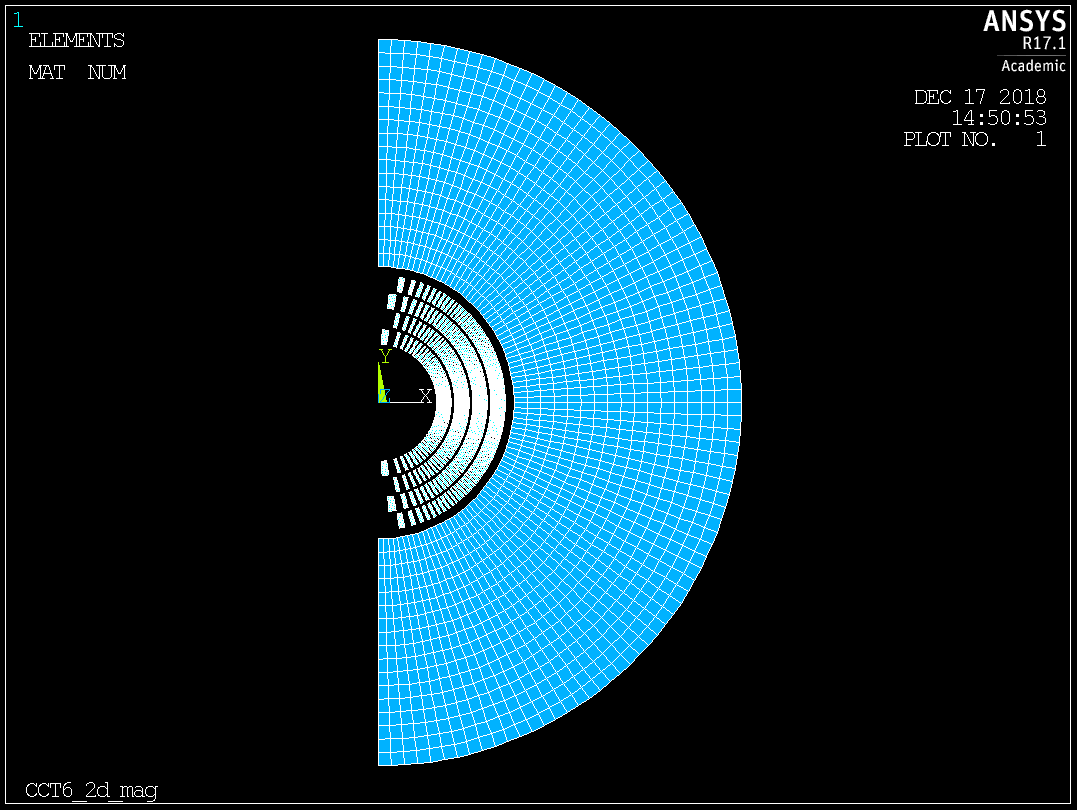 1
ELEMENTS
MAT NUM
ANSYS
R17.1
Academic
DEC 17 2018
14:50:53
PLOT NO. 1
Y
Z X
CCT6_2d_mag